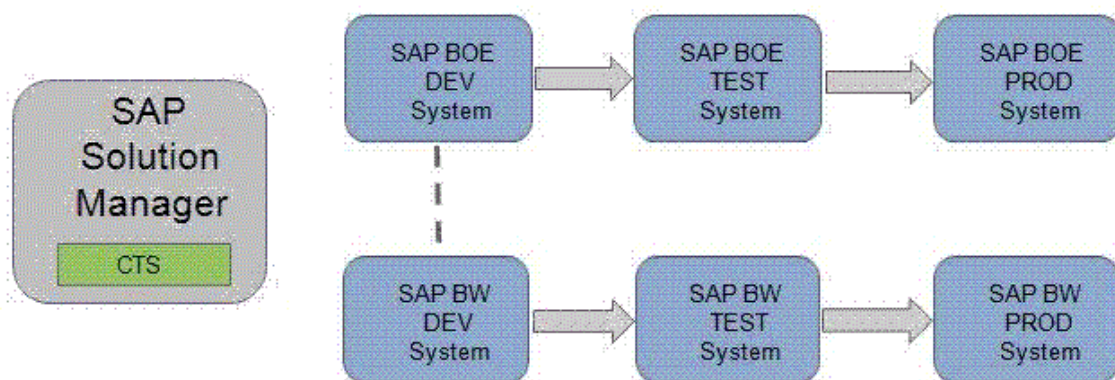 SAP
Solution
Manager
CTS
SAP BOE
DEV
System
SAP BOE
TEST
System
SAP BOE
PROD
System
SAP BW
DEV
System
SAP BW
TEST
System
SAP BW
PROD
System